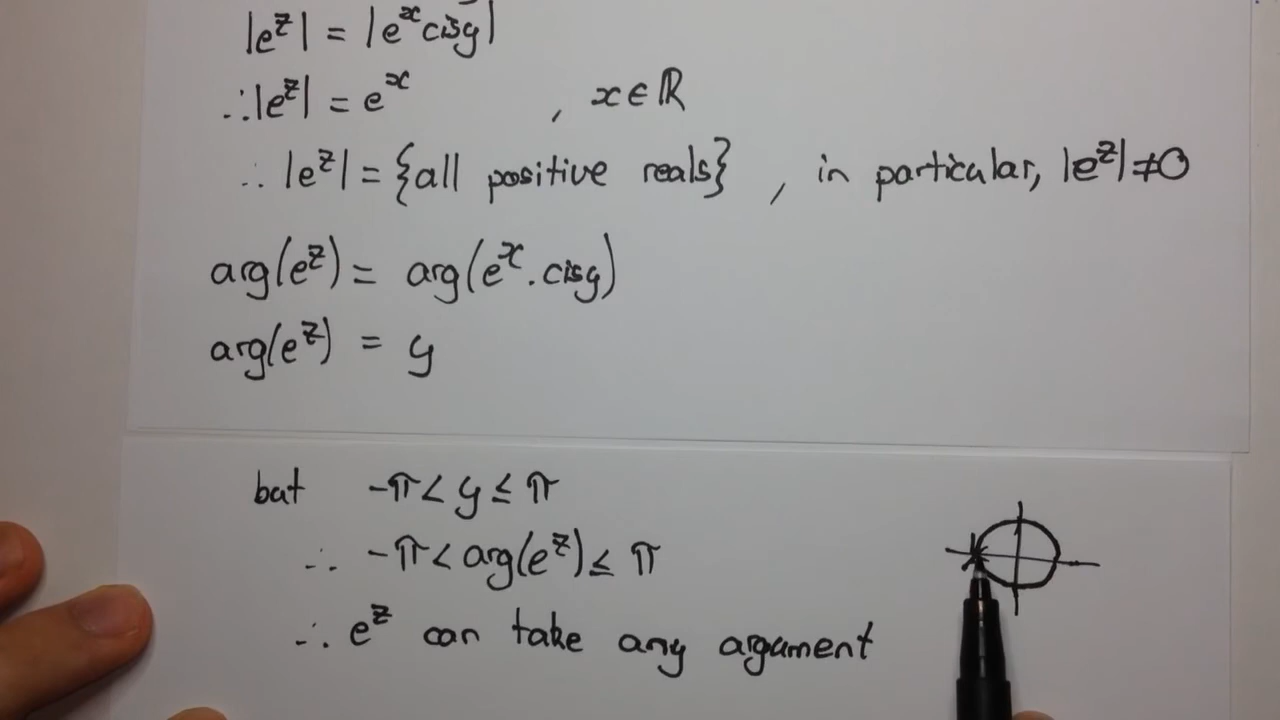 |e^z| = |e^x cis y|
∴ |e^z| = e^x , x ∈ ℝ
∴ |e^z| = {all positive reals} , in particular, |e^z| ≠ 0
arg(e^z) = arg(e^x . cis y)
arg(e^z) = y
but -π < y ≤ π
∴ -π < arg(e^z) ≤ π
∴ e^z can take any argument